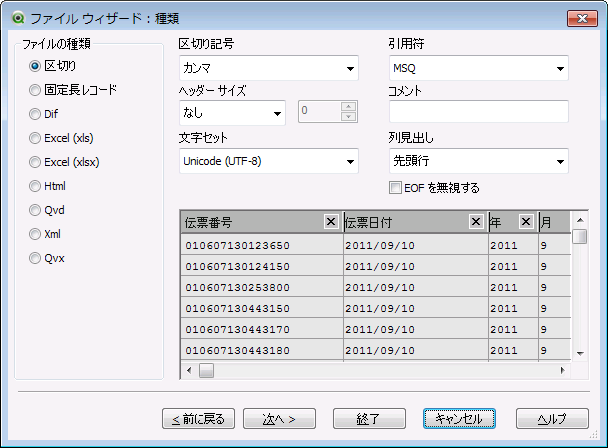 ファイル ウィザード : 種類
ファイルの種類
区切り
固定長レコード
Dif
Excel (xls)
Excel (xlsx)
Html
Qvd
Xml
Qvx
区切り記号
カンマ
引用符
MSQ
ヘッダー サイズ
なし
0
コメント
文字セット
Unicode (UTF-8)
列見出し
先頭行
EOF を無視する
伝票番号 伝票日付 年 月
010607130123650 2011/09/10 2011 9
010607130124150 2011/09/10 2011 9
010607130253800 2011/09/10 2011 9
010607130443150 2011/09/10 2011 9
010607130443170 2011/09/10 2011 9
010607130443180 2011/09/10 2011 9
< 前に戻る 次へ > 終了 キャンセル ヘルプ